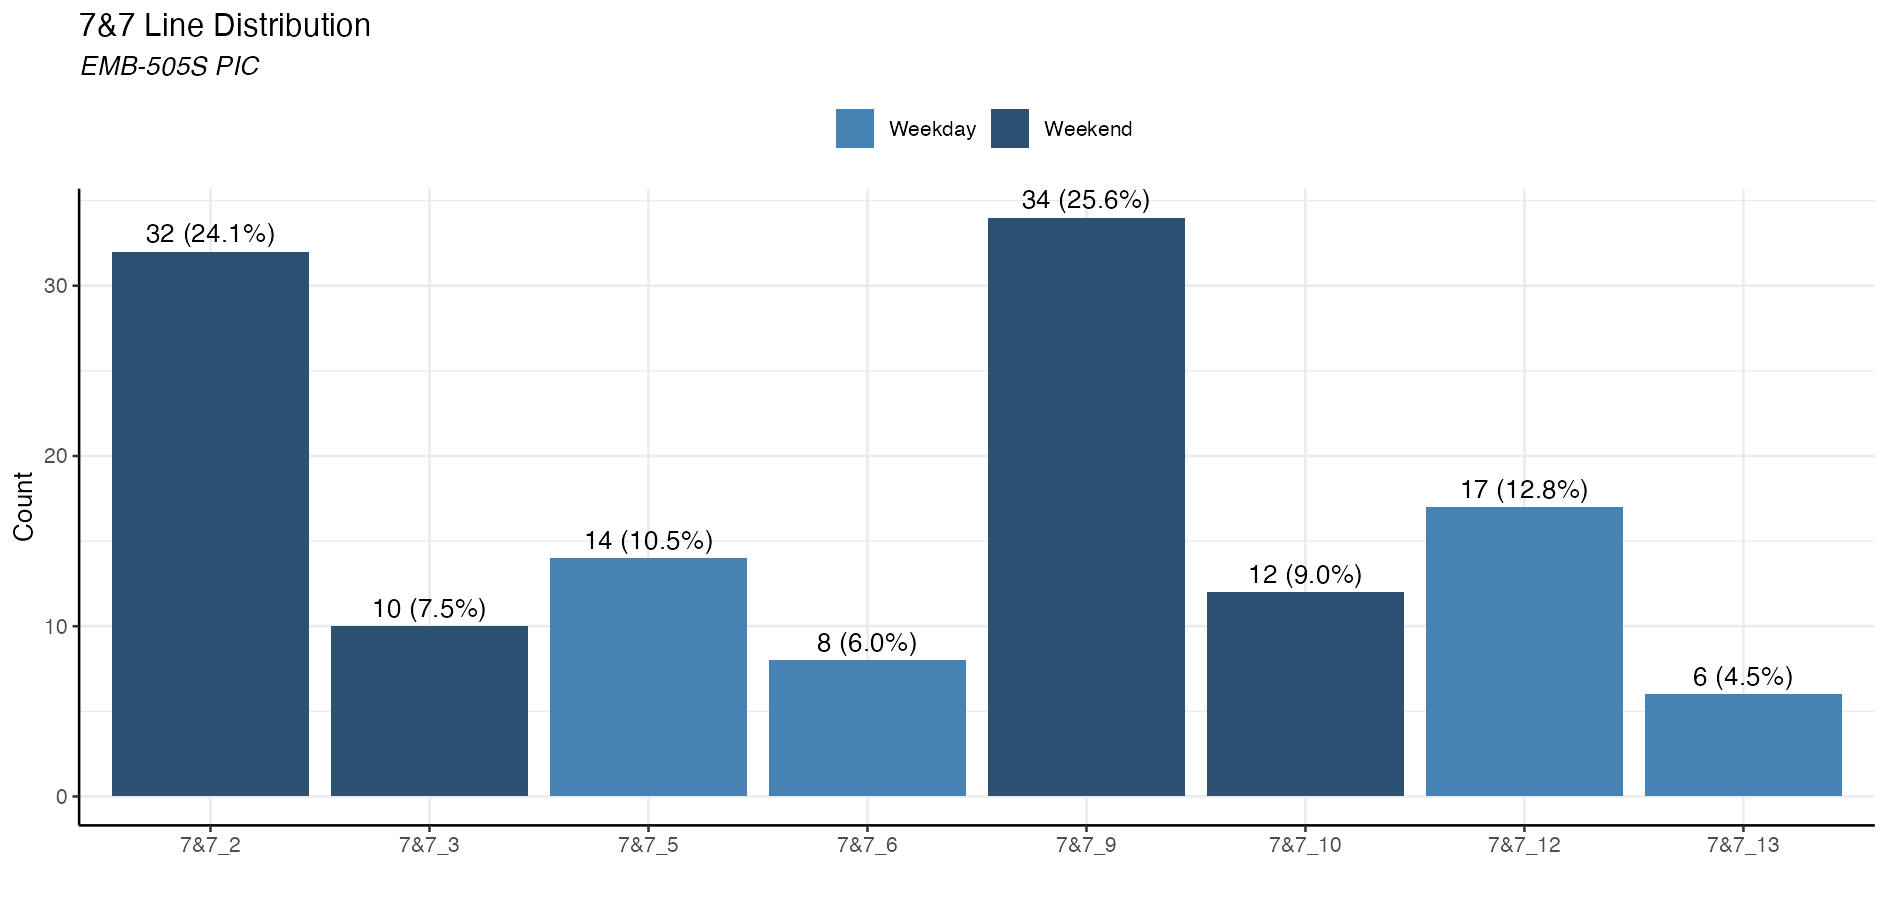 7&7 Line Distribution
EMB-505S PIC
Weekday Weekend
34 (25.6%)
32 (24.1%)
30
20
17 (12.8%)
Count
14 (10.5%)
12 (9.0%)
10 (7.5%)
10
8 (6.0%)
6 (4.5%)
0
7&7_2 7&7_3 7&7_5 7&7_6 7&7_9 7&7_10 7&7_12 7&7_13